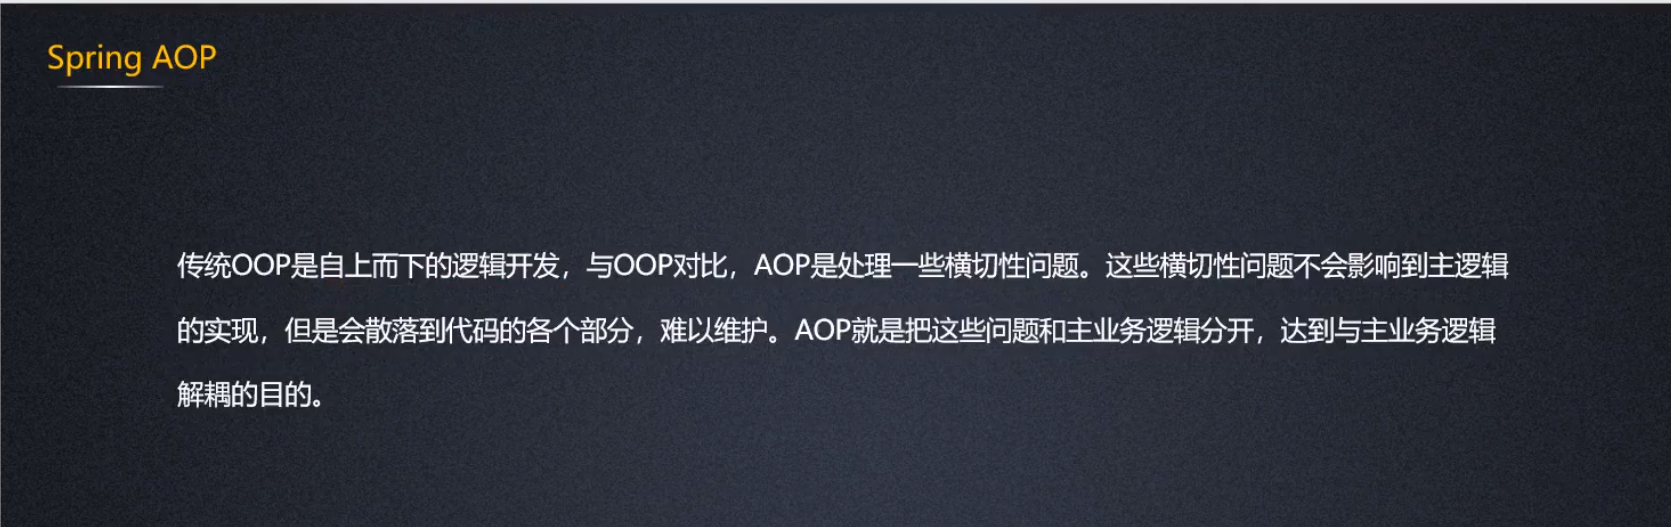 Spring AOP
传统OOP是自上而下的逻辑开发，与OOP对比，AOP是处理一些横切性问题。这些横切性问题不会影响到主逻辑
的实现，但是会散落到代码的各个部分，难以维护。AOP就是把这些问题和主业务逻辑分开，达到与主业务逻辑
解耦的目的。